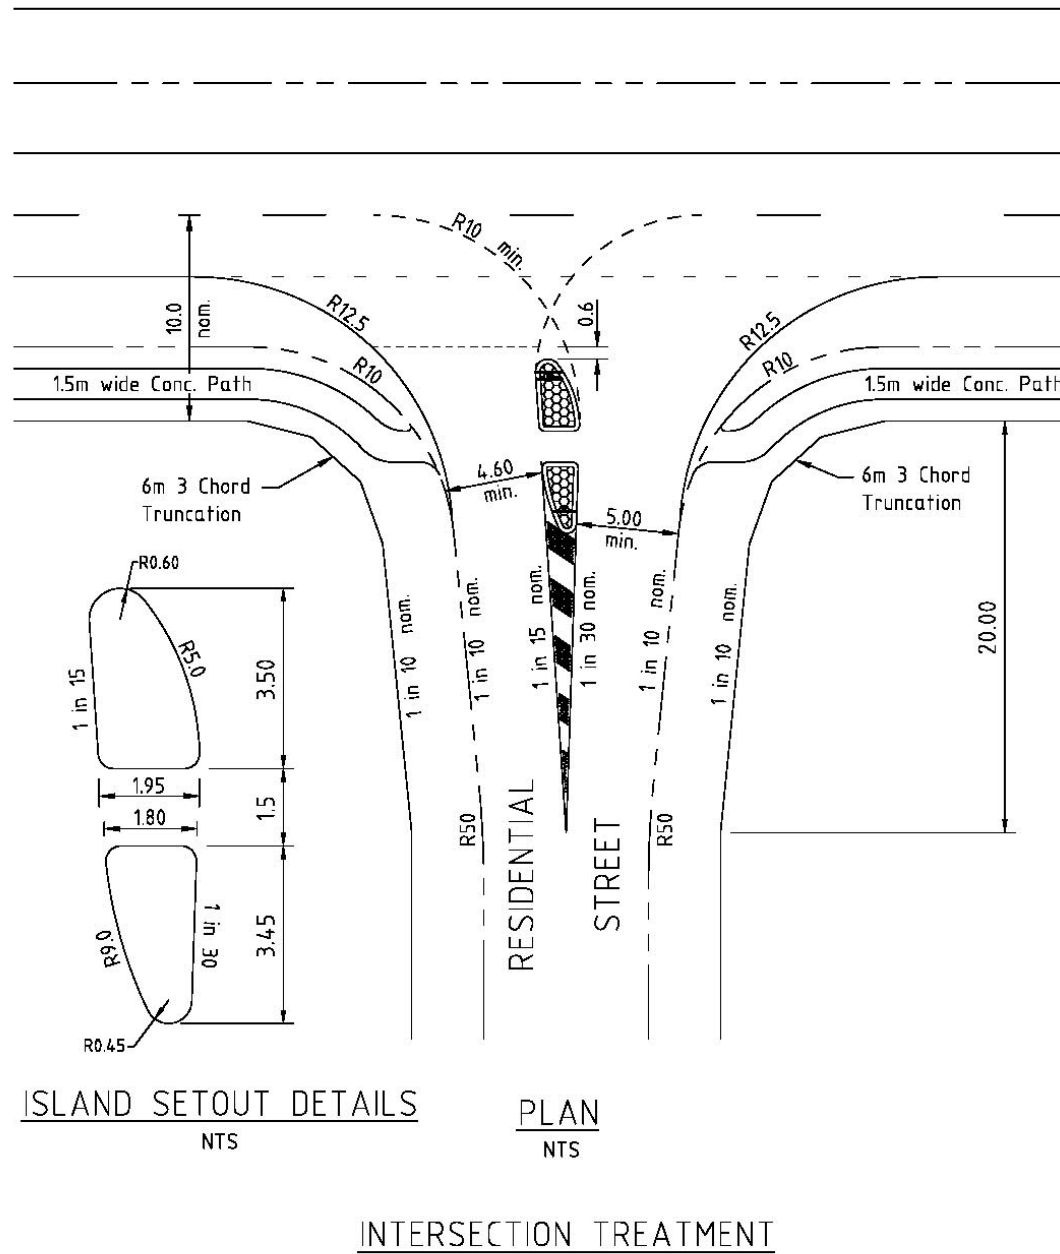 R10 min.
10.0
nom.
R12.5
0.6
R12.5
R10
R10
1.5m wide Conc. Path
1.5m wide Conc. Path
6m 3 Chord
Truncation
4.60
min.
6m 3 Chord
Truncation
5.00
min.
R0.60
1 in 15
R5.0
3.50
1 in 10 nom.
1 in 10 nom.
1 in 15 nom.
1 in 30 nom.
1 in 10 nom.
1 in 10 nom.
20.00
1.95
1.80
1.5
R50
R50
RESIDENTIAL
STREET
R9.0
1 in 30
3.45
R0.45
ISLAND SETOUT DETAILS
NTS
PLAN
NTS
INTERSECTION TREATMENT